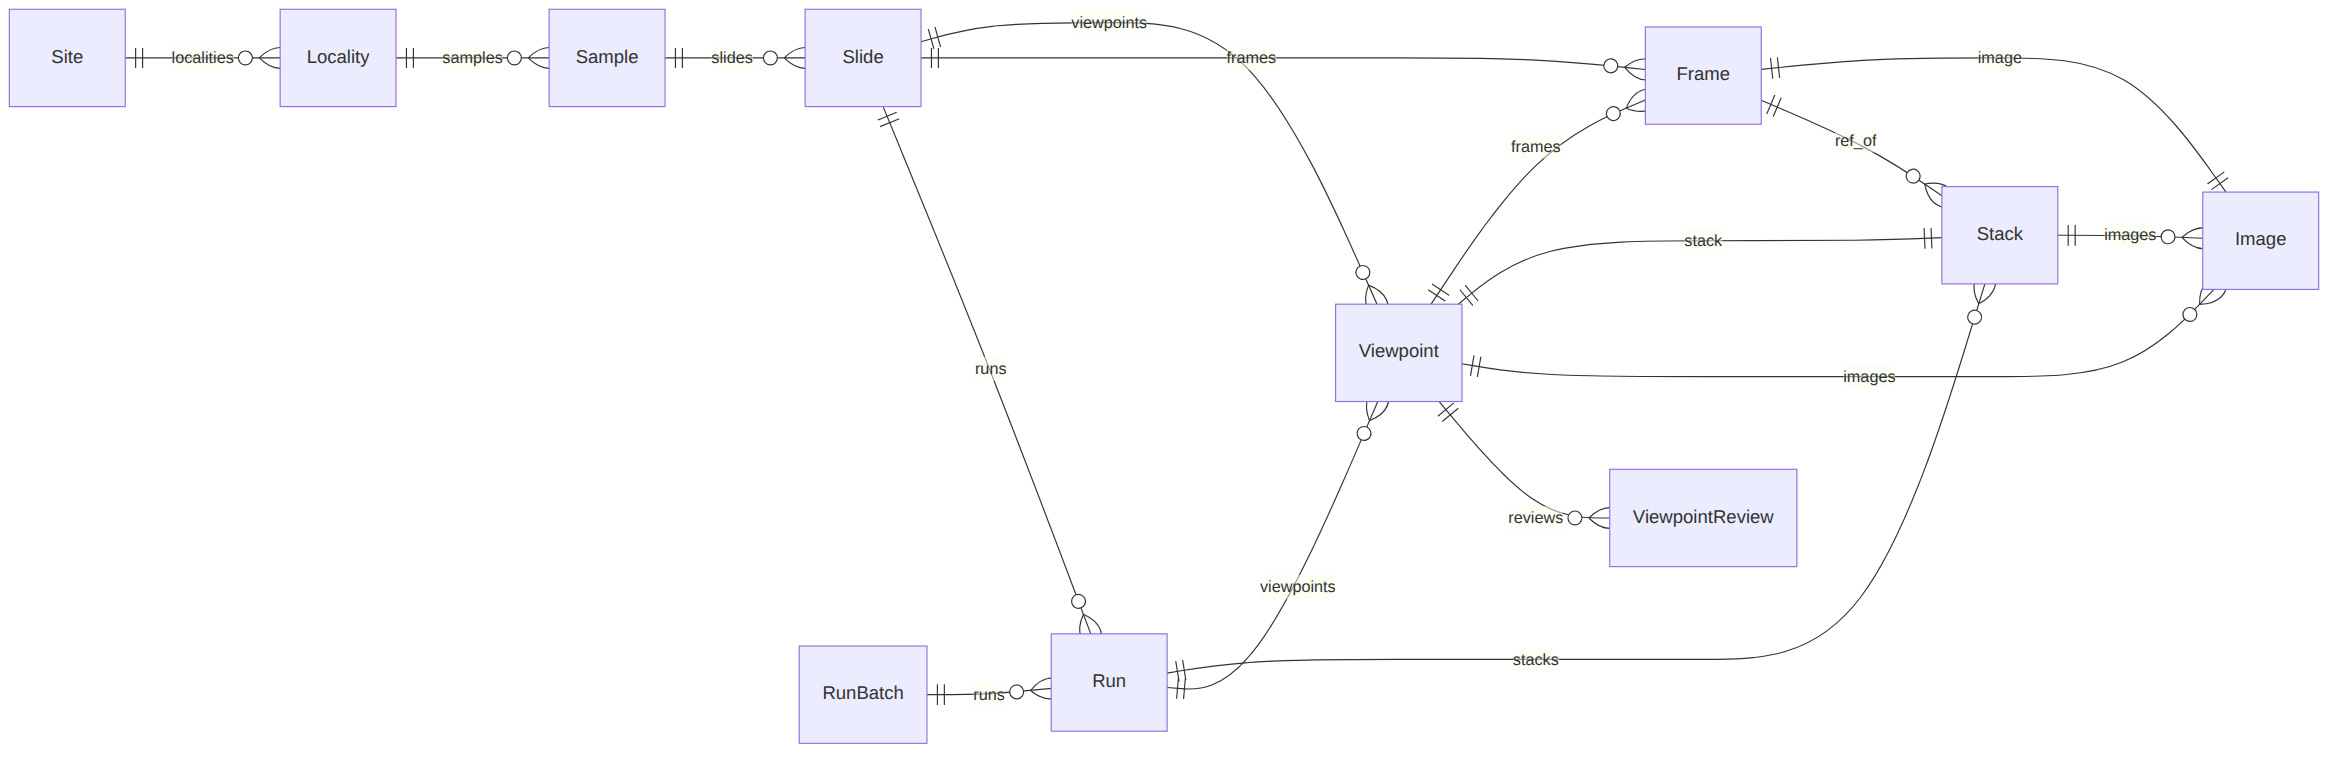 Site
localities
Locality
samples
Sample
slides
Slide
viewpoints
frames
Frame
image
ref_of
frames
stack
Stack
images
Image
Viewpoint
images
runs
reviews
ViewpointReview
viewpoints
stacks
RunBatch
runs
Run